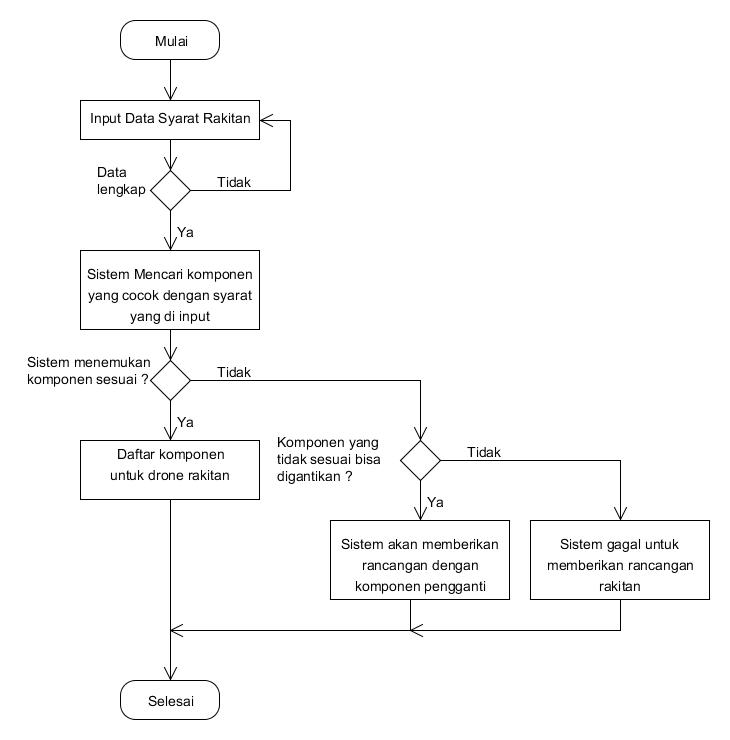 Mulai
Input Data Syarat Rakitan
Data
lengkap
Tidak
Ya
Sistem Mencari komponen
yang cocok dengan syarat
yang di input
Sistem menemukan
komponen sesuai ?
Tidak
Ya
Daftar komponen
untuk drone rakitan
Komponen yang
tidak sesuai bisa
digantikan ?
Tidak
Ya
Sistem akan memberikan
rancangan dengan
komponen pengganti
Sistem gagal untuk
memberikan rancangan
rakitan
Selesai